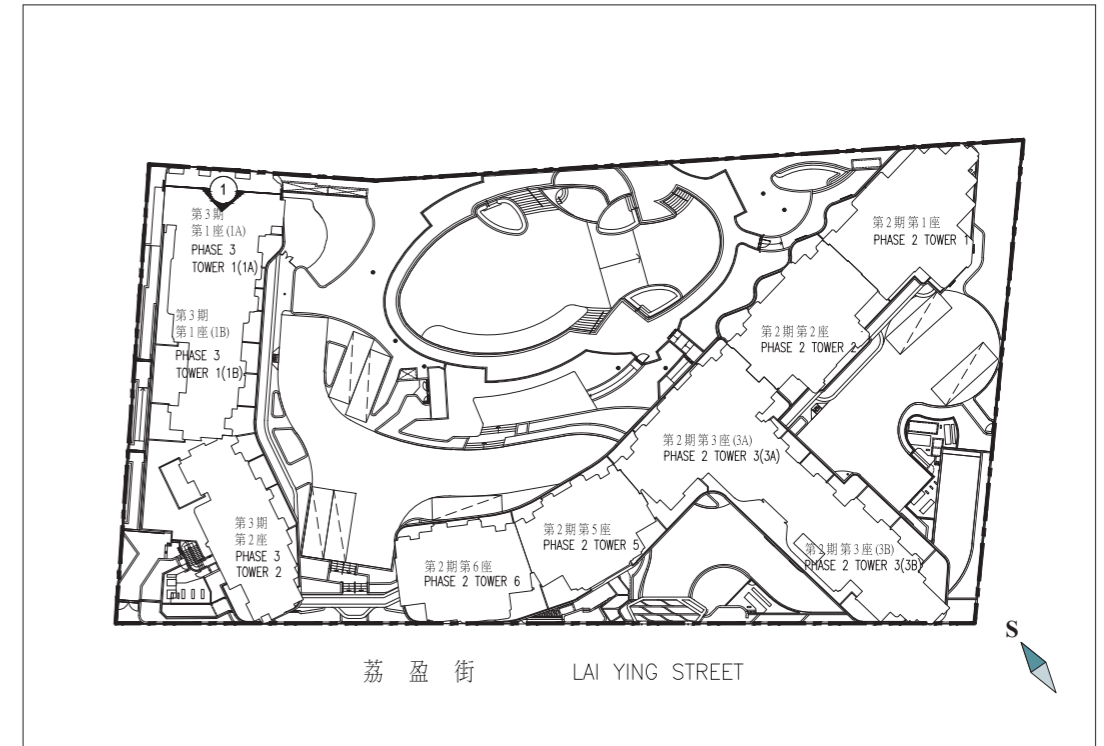 1
第3期
第1座(1A)
PHASE 3
TOWER 1(1A)
第3期
第1座(1B)
PHASE 3
TOWER 1(1B)
第3期
第2座
PHASE 3
TOWER 2
第2期第1座
PHASE 2 TOWER 1
第2期第2座
PHASE 2 TOWER 2
第2期第3座(3A)
PHASE 2 TOWER 3(3A)
第2期第5座
PHASE 2 TOWER 5
第2期第3座(3B)
PHASE 2 TOWER 3(3B)
第2期第6座
PHASE 2 TOWER 6
S
荔盈街 LAI YING STREET